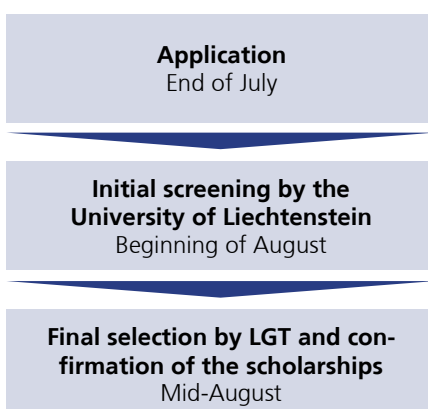 Application
End of July
Initial screening by the
University of Liechtenstein
Beginning of August
Final selection by LGT and con-
firmation of the scholarships
Mid-August